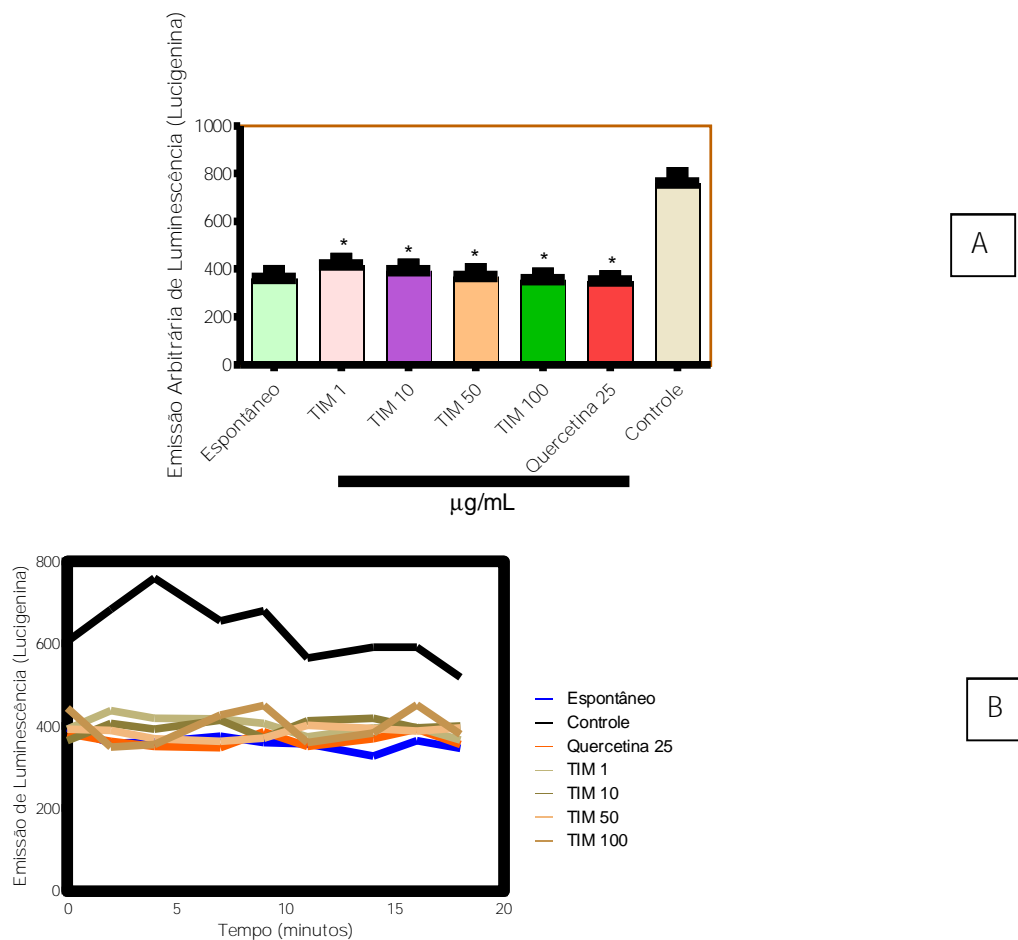 Emissão Arbitrária de Luminescência (Lucigenina)
1000
800
600
400
200
0
*
*
*
*
*
Espontâneo
TIM 1
TIM 10
TIM 50
TIM 100
Quercetina 25
Controle
µg/mL
A
Emissão de Luminescência (Lucigenina)
800
600
400
200
0
0
5
10
15
20
Tempo (minutos)
Espontâneo
Controle
Quercetina 25
TIM 1
TIM 10
TIM 50
TIM 100
B